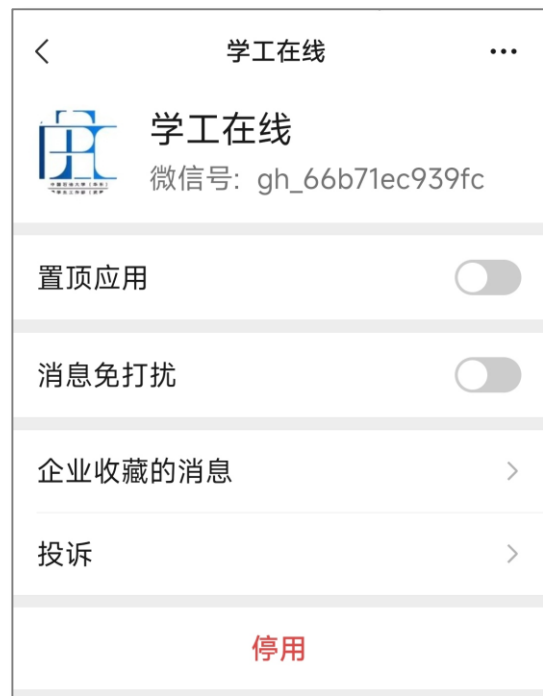 学工在线
学工在线
微信号: gh_66b71ec939fc
置顶应用
消息免打扰
企业收藏的消息
投诉
停用